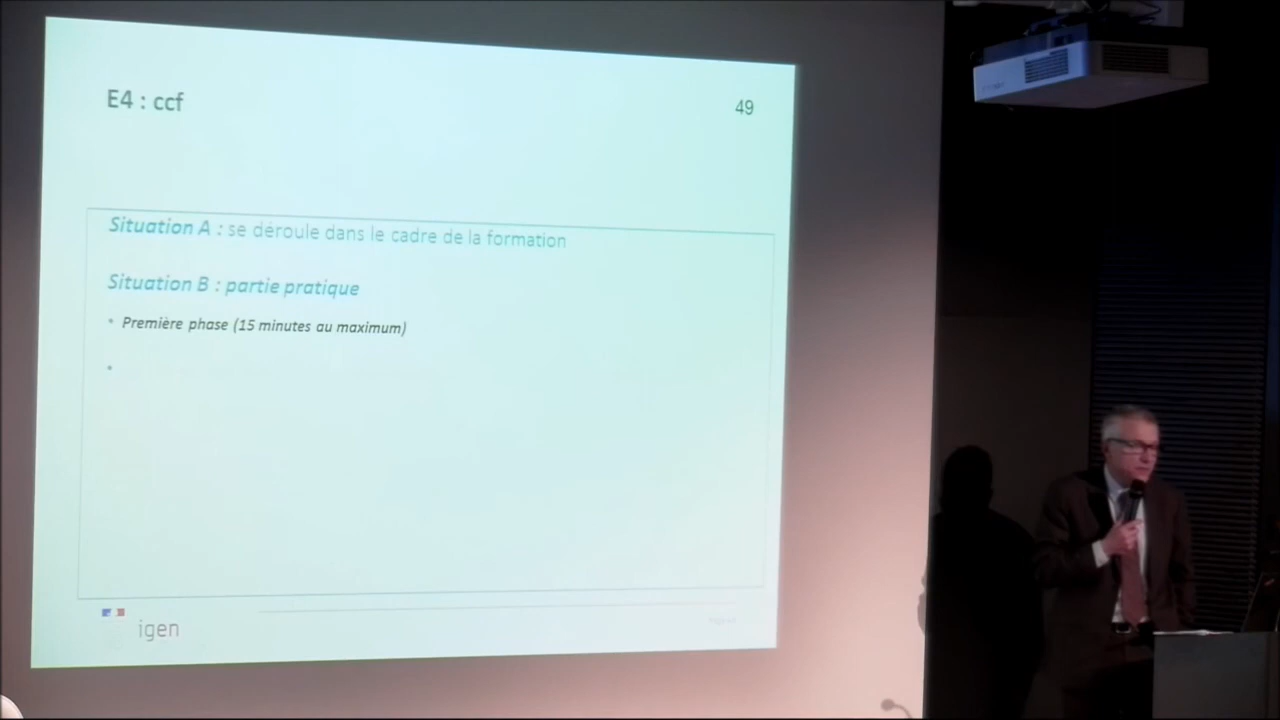 E4 : ccf
49
Situation A : se déroule dans le cadre de la formation
Situation B : partie pratique
• Première phase (15 minutes au maximum)
•
igen